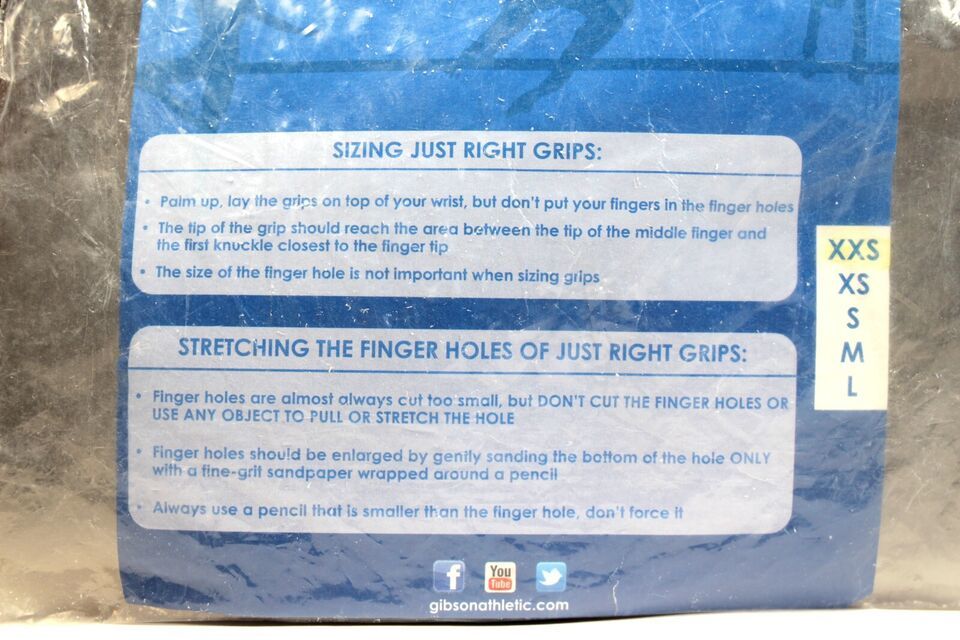 SIZING JUST RIGHT GRIPS:
• Palm up, lay the grips on top of your wrist, but don't put your fingers in the finger holes
• The tip of the grip should reach the area between the tip of the middle finger and
the first knuckle closest to the finger tip
• The size of the finger hole is not important when sizing grips
XXS
XS
S
M
L
STRETCHING THE FINGER HOLES OF JUST RIGHT GRIPS:
• Finger holes are almost always cut too small, but DON'T CUT THE FINGER HOLES OR
USE ANY OBJECT TO PULL OR STRETCH THE HOLE
• Finger holes should be enlarged by gently sanding the bottom of the hole ONLY
with a fine-grit sandpaper wrapped around a pencil
• Always use a pencil that is smaller than the finger hole, don't force it
f
You
Tube
gibsonathletic.com